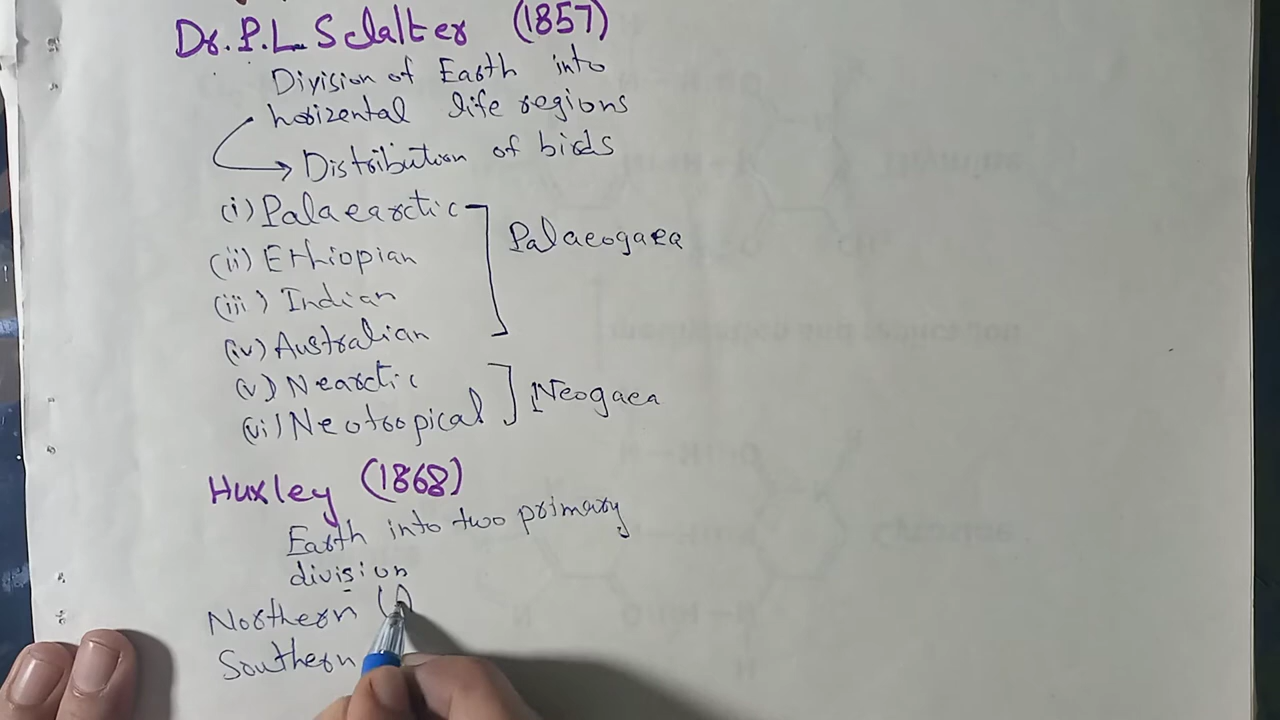 Dr. P.L. Sclalter (1857)
Division of Earth into
horizental life regions
Distribution of birds
(i) Palaearctic
Palaeogaea
(ii) Ethiopian
(iii) Indian
(iv) Australian
(v) Nearctic
Neogaea
(vi) Neotropical
Huxley (1868)
Earth into two primary
division
Northern (
Southern